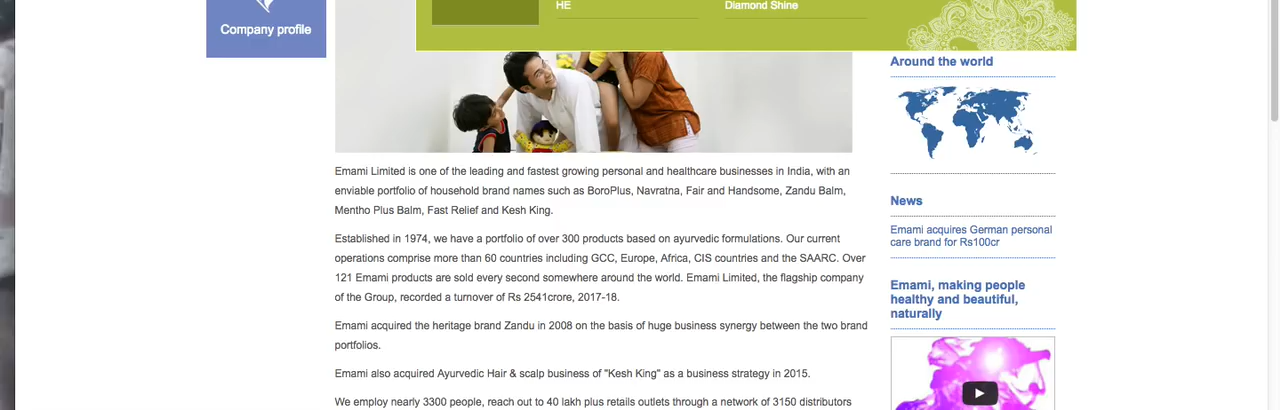 HE
Diamond Shine
Company profile
Emami Limited is one of the leading and fastest growing personal and healthcare businesses in India, with an
enviable portfolio of household brand names such as BoroPlus, Navratna, Fair and Handsome, Zandu Balm,
Mentho Plus Balm, Fast Relief and Kesh King.
Established in 1974, we have a portfolio of over 300 products based on ayurvedic formulations. Our current
operations comprise more than 60 countries including GCC, Europe, Africa, CIS countries and the SAARC. Over
121 Emami products are sold every second somewhere around the world. Emami Limited, the flagship company
of the Group, recorded a turnover of Rs 2541crore, 2017-18.
Emami acquired the heritage brand Zandu in 2008 on the basis of huge business synergy between the two brand
portfolios.
Emami also acquired Ayurvedic Hair & scalp business of "Kesh King" as a business strategy in 2015.
We employ nearly 3300 people, reach out to 40 lakh plus retails outlets through a network of 3150 distributors
Around the world
News
Emami acquires German personal
care brand for Rs100cr
Emami, making people
healthy and beautiful,
naturally